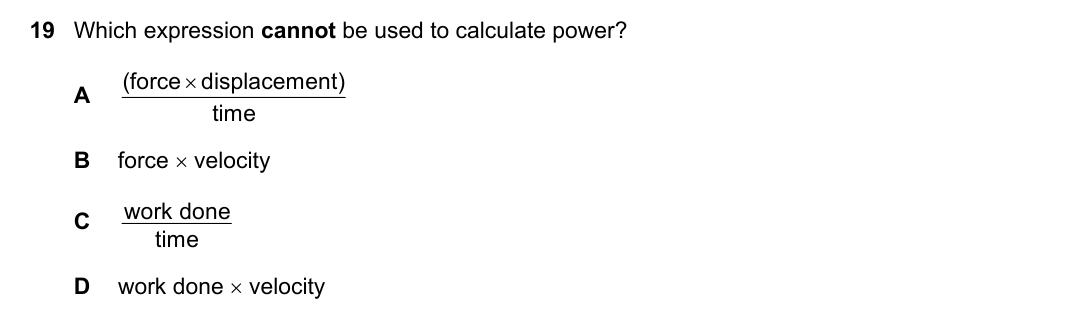 19 Which expression cannot be used to calculate power?
A (force × displacement)
time
B force × velocity
C work done
time
D work done × velocity